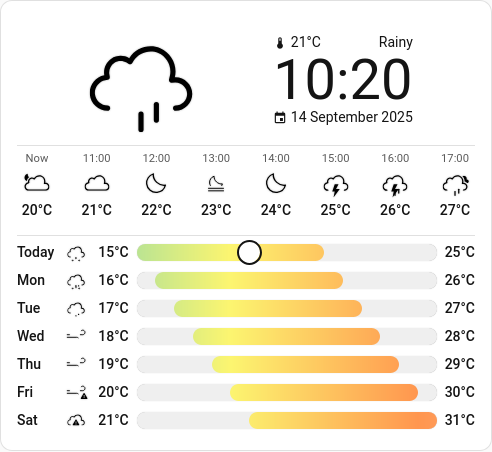 21°C Rainy
10:20
14 September 2025
Now 11:00 12:00 13:00 14:00 15:00 16:00 17:00
20°C 21°C 22°C 23°C 24°C 25°C 26°C 27°C
Today 15°C 25°C
Mon 16°C 26°C
Tue 17°C 27°C
Wed 18°C 28°C
Thu 19°C 29°C
Fri 20°C 30°C
Sat 21°C 31°C